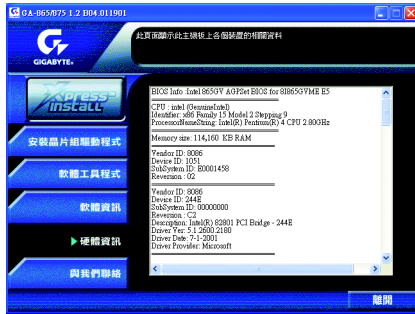 GA-865/875 1.2 B04.011901
GIGABYTE
此頁面顯示此主機板上各個裝置的相關資料
Xpress
INSTALL
安裝晶片組驅動程式
軟體工具程式
軟體資訊
硬體資訊
與我們聯絡
BIOS Info :Intel 865GV AGPSet BIOS for 8I865GVME E5
CPU : intel (GenuineIntel)
Identifier: x86 Family 15 Model 2 Stepping 9
ProcessorNameString: Intel(R) Pentium(R) 4 CPU 2.80GHz
Memory size: 114,160 KB RAM
Vendor ID: 8086
Device ID: 1051
SubSystem ID: E0001458
Reversion : 02
Vendor ID: 8086
Device ID: 244E
SubSystem ID: 00000000
Reversion : C2
Description: Intel(R) 82801 PCI Bridge - 244E
Driver Ver: 5.1.2600.2180
Driver Date: 7-1-2001
Driver Provider: Microsoft
離開